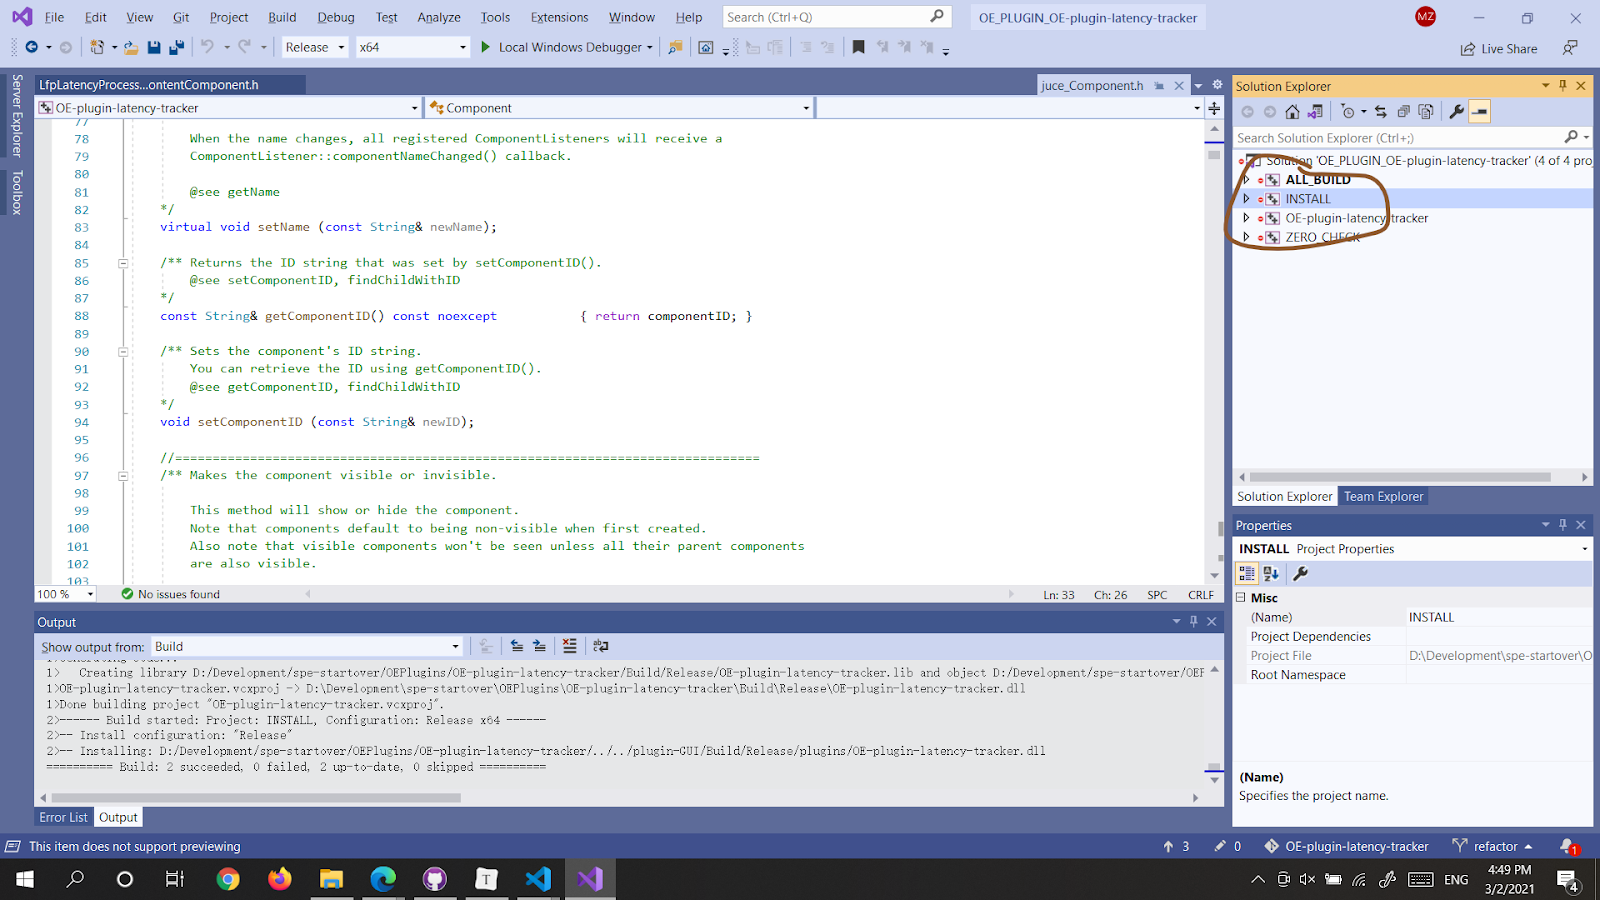 File Edit View Git Project Build Debug Test Analyze Tools Extensions Window Help Search (Ctrl+Q) OE_PLUGIN_OE-plugin-latency-tracker MZ
Release x64 Local Windows Debugger Live Share
Server Explorer
Toolbox
LfpLatencyProcess...ontentComponent.h juce_Component.h
OE-plugin-latency-tracker Component
77
78 When the name changes, all registered ComponentListeners will receive a
79 ComponentListener::componentNameChanged() callback.
80
81 @see getName
82 */
83 virtual void setName (const String& newName);
84
85 /** Returns the ID string that was set by setComponentID().
86 @see setComponentID, findChildWithID
87 */
88 const String& getComponentID() const noexcept { return componentID; }
89
90 /** Sets the component's ID string.
91 You can retrieve the ID using getComponentID().
92 @see getComponentID, findChildWithID
93 */
94 void setComponentID (const String& newID);
95
96 //==============================================================================
97 /** Makes the component visible or invisible.
98
99 This method will show or hide the component.
100 Note that components default to being non-visible when first created.
101 Also note that visible components won't be seen unless all their parent components
102 are also visible.
103
100 % No issues found Ln: 33 Ch: 26 SPC CRLF
Output
Show output from: Build
1>Generating code...
1> Creating library D:/Development/spe-startover/OEPlugins/OE-plugin-latency-tracker/Build/Release/OE-plugin-latency-tracker.lib and object D:/Development/spe-startover/OEP
1>OE-plugin-latency-tracker.vcxproj -> D:\Development\spe-startover\OEPlugins\OE-plugin-latency-tracker\Build\Release\OE-plugin-latency-tracker.dll
1>Done building project "OE-plugin-latency-tracker.vcxproj".
2>------ Build started: Project: INSTALL, Configuration: Release x64 ------
2>-- Install configuration: "Release"
2>-- Installing: D:/Development/spe-startover/OEPlugins/OE-plugin-latency-tracker/../../plugin-GUI/Build/Release/plugins/OE-plugin-latency-tracker.dll
========== Build: 2 succeeded, 0 failed, 2 up-to-date, 0 skipped ==========
Error List Output
Solution Explorer
Search Solution Explorer (Ctrl+;)
Solution 'OE_PLUGIN_OE-plugin-latency-tracker' (4 of 4 proj
ALL_BUILD
INSTALL
OE-plugin-latency-tracker
ZERO_CHECK
Solution Explorer Team Explorer
Properties
INSTALL Project Properties
Misc
(Name) INSTALL
Project Dependencies
Project File D:\Development\spe-startover\O
Root Namespace
(Name)
Specifies the project name.
This item does not support previewing 3 0 OE-plugin-latency-tracker refactor 1
T ENG 4:49 PM
3/2/2021 4